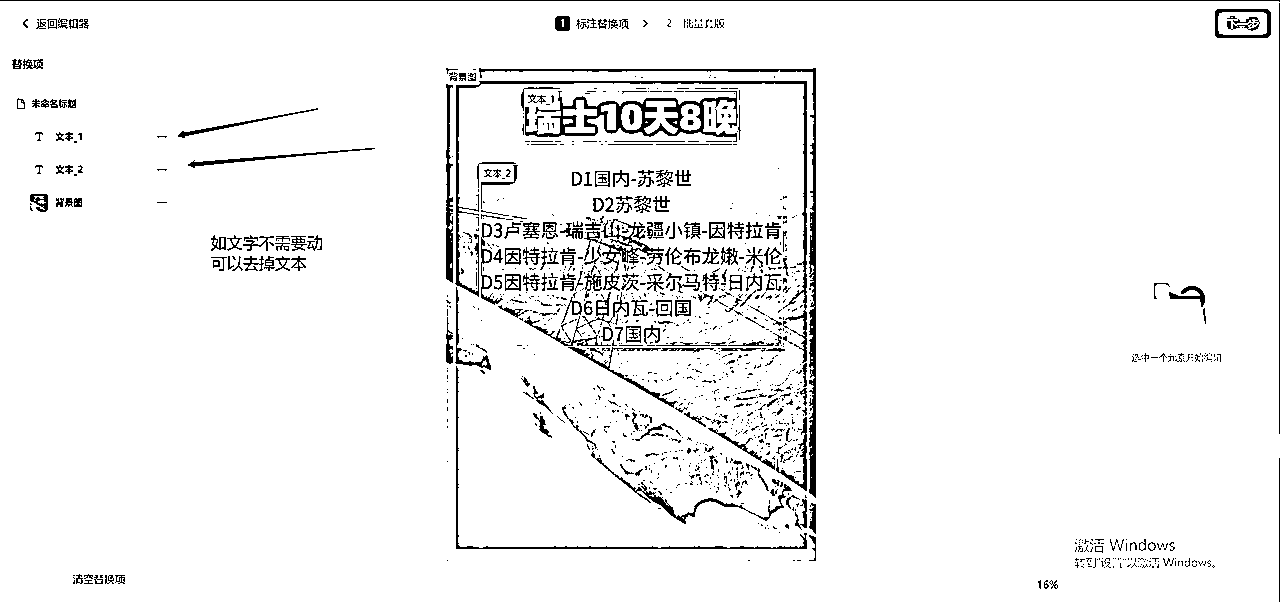 返回编辑器
1 标注替换项
2 批量套版
下一步
替换项
未命名标题
T 文本_1
T 文本_2
背景图
如文字不需要动
可以去掉文本
清空替换项
背景图
文本_1
瑞士10天8晚
文本_2
D1国内-苏黎世
D2苏黎世
D3卢塞恩-瑞吉山-龙疆小镇-因特拉肯
D4因特拉肯-少女峰-劳伦布龙嫩-米伦
D5因特拉肯-施皮茨-采尔马特-日内瓦
D6日内瓦-回国
D7国内
选中一个元素开始编辑
激活 Windows
转到"设置"以激活 Windows。
16%